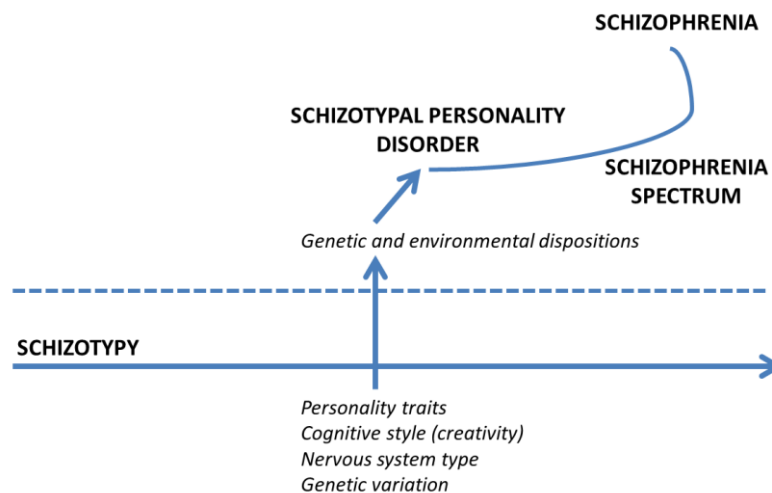 SCHIZOPHRENIA
SCHIZOTYPAL PERSONALITY
DISORDER
SCHIZOPHRENIA
SPECTRUM
Genetic and environmental dispositions
SCHIZOTYPY
Personality traits
Cognitive style (creativity)
Nervous system type
Genetic variation